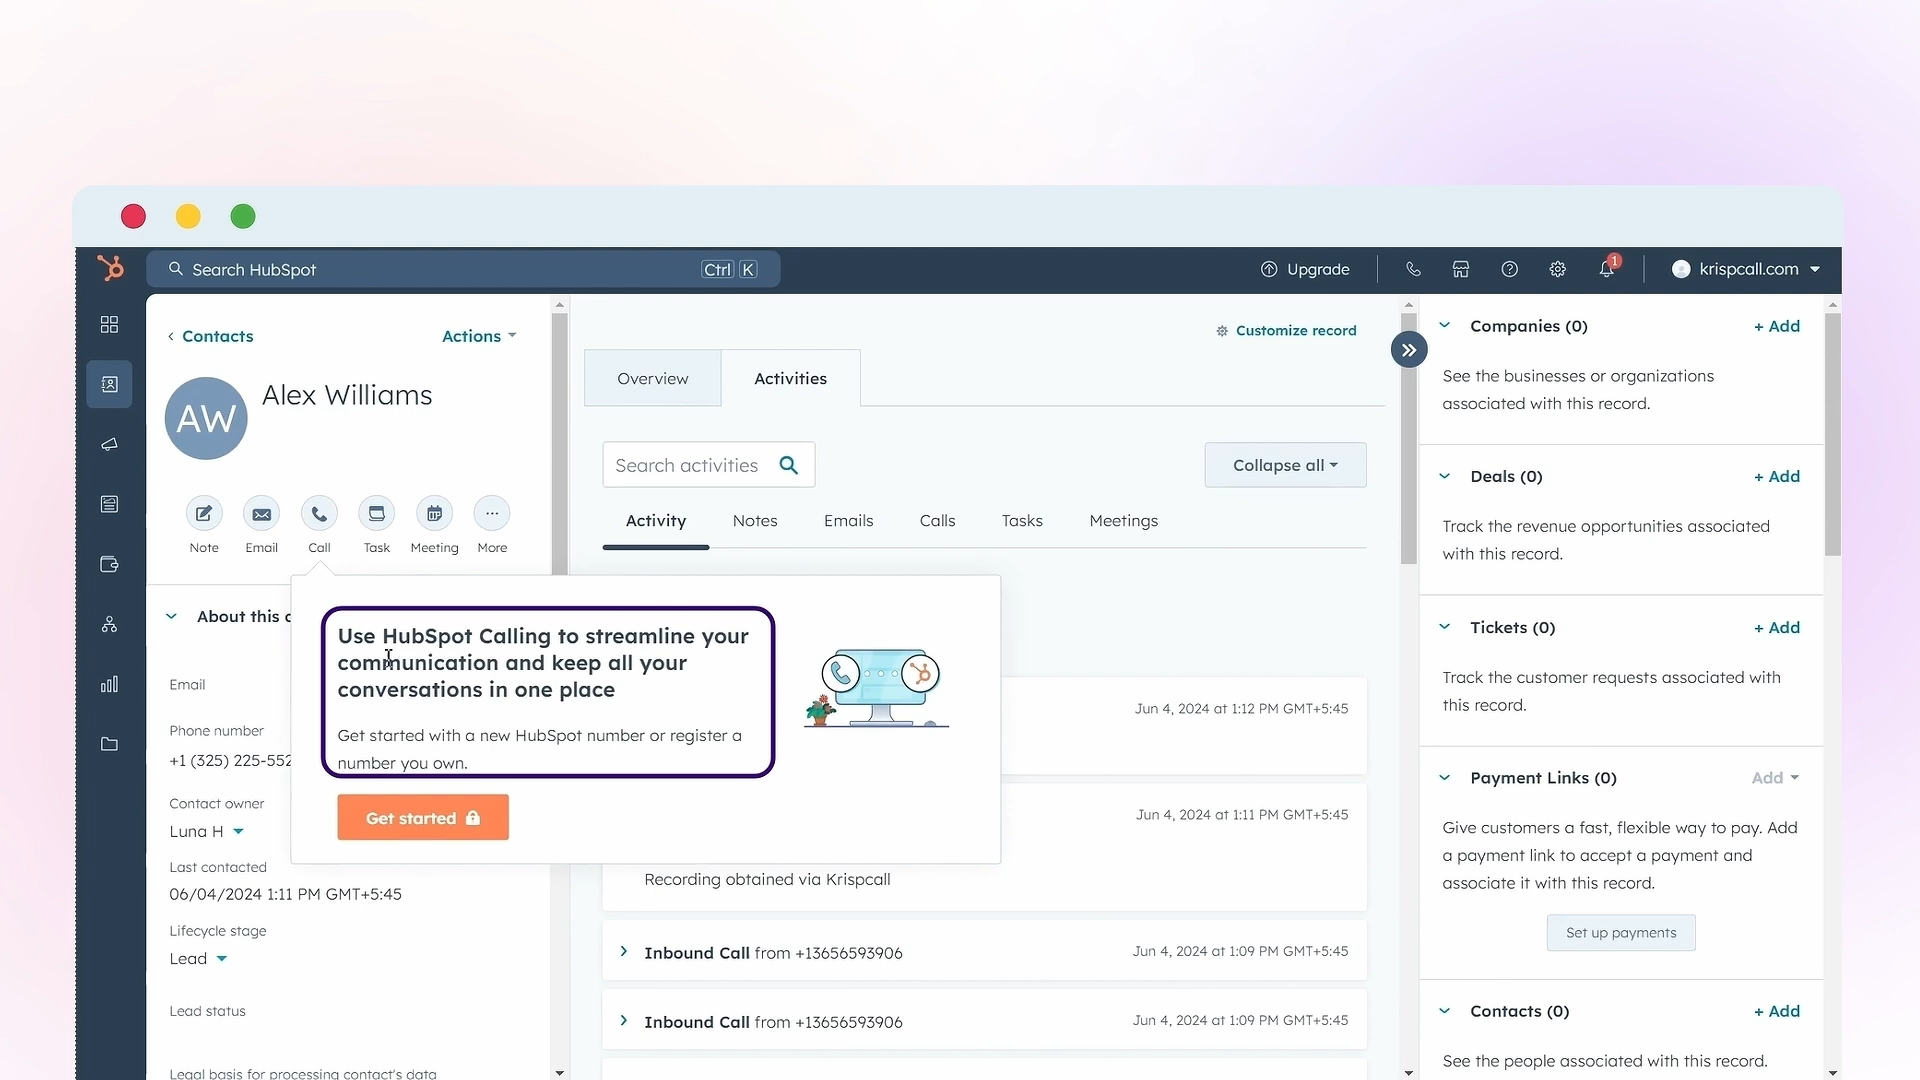 Search HubSpot
Ctrl K
Upgrade
1
krispcall.com
Contacts
Actions
AW
Alex Williams
Note
Email
Call
Task
Meeting
More
About this
Email
Phone number
+1 (325) 225-552
Contact owner
Luna H
Last contacted
06/04/2024 1:11 PM GMT+5:45
Lifecycle stage
Lead
Lead status
Legal basis for processing contact's data
Use HubSpot Calling to streamline your
communication and keep all your
conversations in one place
Get started with a new HubSpot number or register a
number you own.
Get started
Customize record
Overview
Activities
Search activities
Collapse all
Activity
Notes
Emails
Calls
Tasks
Meetings
Jun 4, 2024 at 1:12 PM GMT+5:45
Jun 4, 2024 at 1:11 PM GMT+5:45
Recording obtained via Krispcall
Inbound Call from +13656593906
Jun 4, 2024 at 1:09 PM GMT+5:45
Inbound Call from +13656593906
Jun 4, 2024 at 1:09 PM GMT+5:45
Companies (0)
+ Add
See the businesses or organizations
associated with this record.
Deals (0)
+ Add
Track the revenue opportunities associated
with this record.
Tickets (0)
+ Add
Track the customer requests associated with
this record.
Payment Links (0)
Add
Give customers a fast, flexible way to pay. Add
a payment link to accept a payment and
associate it with this record.
Set up payments
Contacts (0)
+ Add
See the people associated with this record.